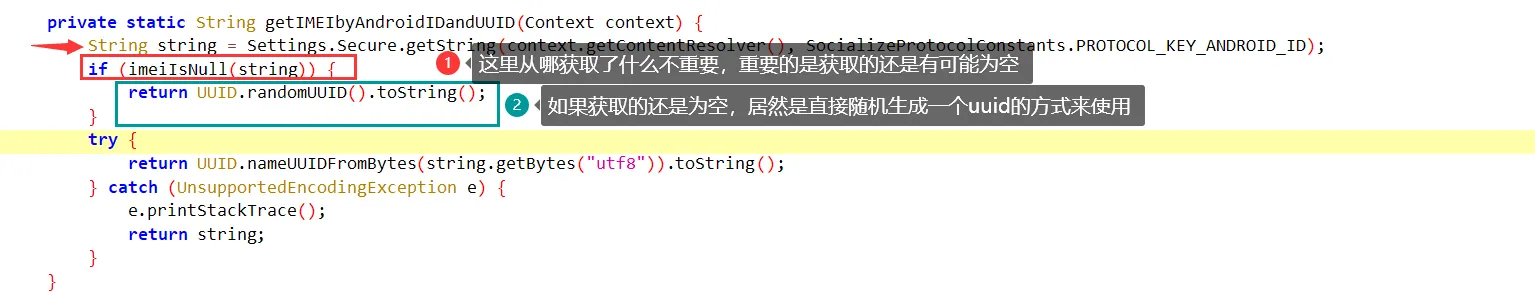 private static String getIMEIbyAndroidIDandUUID(Context context) {
String string = Settings.Secure.getString(context.getContentResolver(), SocializeProtocolConstants.PROTOCOL_KEY_ANDROID_ID);
if (imeiIsNull(string)) {
1 这里从哪获取了什么不重要，重要的是获取的还是有可能为空
return UUID.randomUUID().toString();
2 如果获取的还是为空，居然是直接随机生成一个uuid的方式来使用
}
try {
return UUID.nameUUIDFromBytes(string.getBytes("utf8")).toString();
} catch (UnsupportedEncodingException e) {
e.printStackTrace();
return string;
}
}